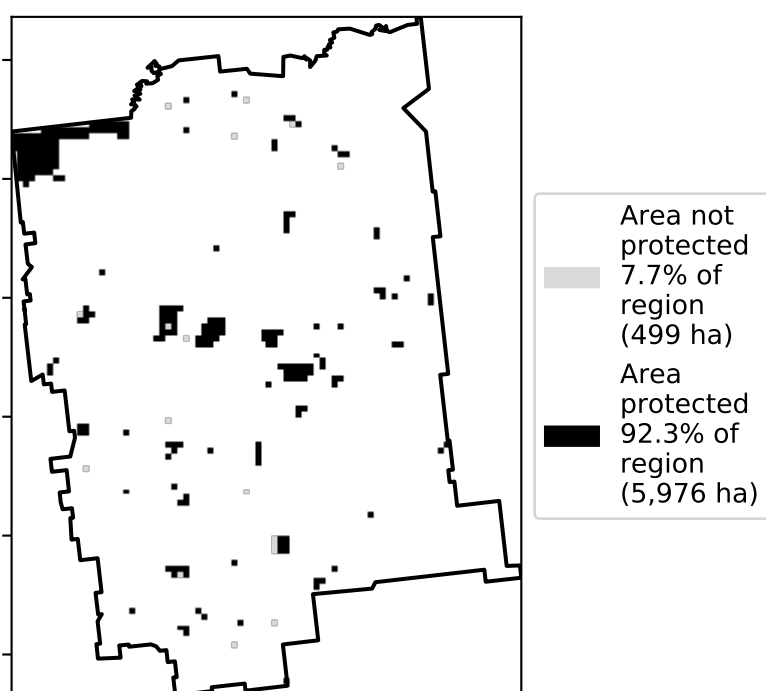 Area not
protected
7.7% of
region
(499 ha)
Area
protected
92.3% of
region
(5,976 ha)